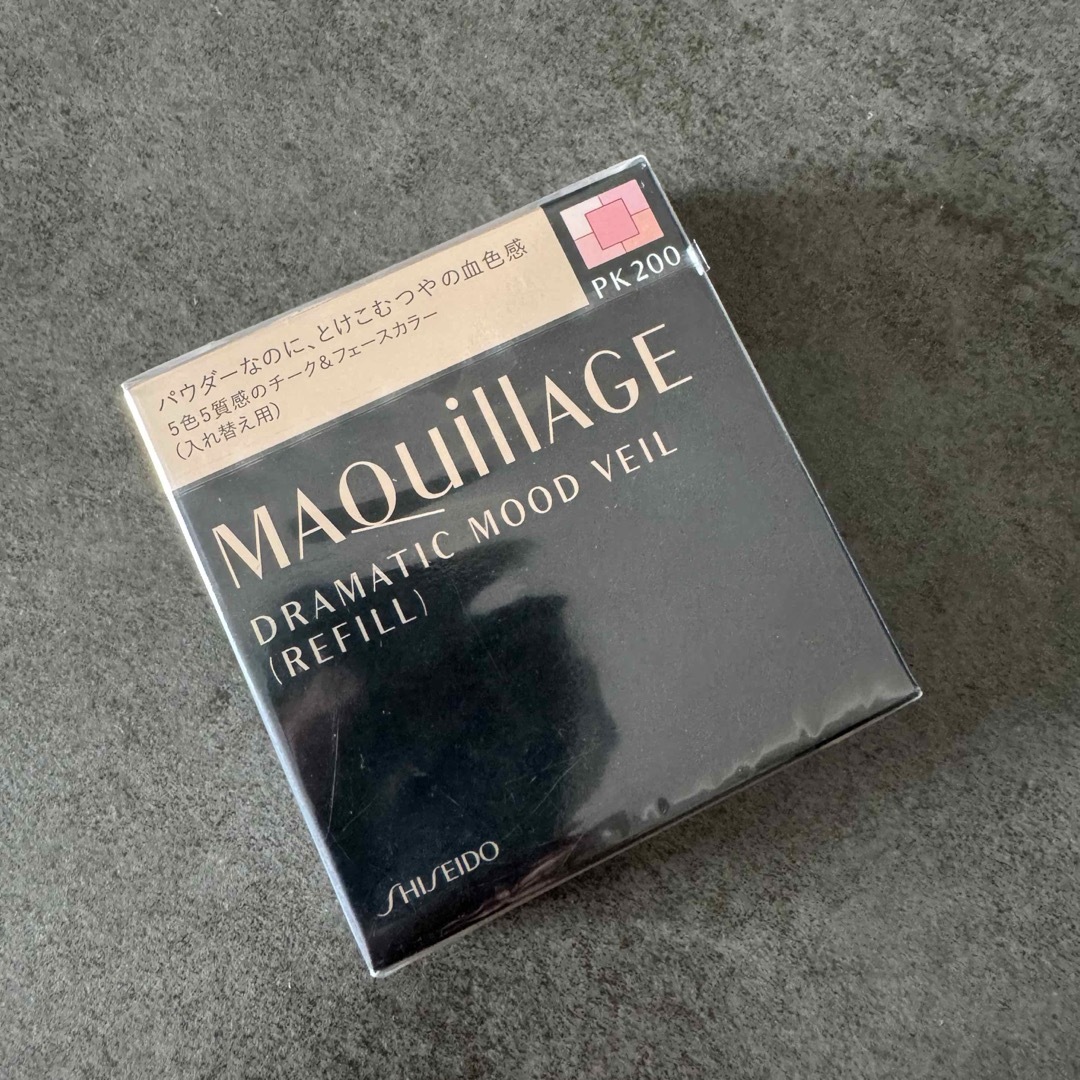 パウダーなのに、とけこむつやの血色感
5色5質感のチーク&フェースカラー
(入れ替え用)
PK 200
MAQuillAGE
DRAMATIC MOOD VEIL
(REFILL)
SHISEIDO